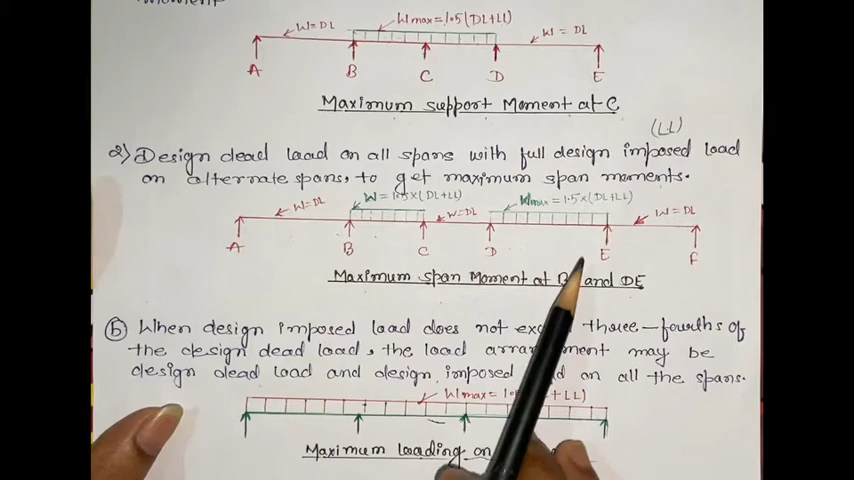 moment
W=DL
Wmax=1.5(DL+LL)
W = DL
A B C D E
Maximum support Moment at C
(LL)
2) a Design dead load on all spans with full design imposed load
on alternate spans, to get maximum span moments.
W=DL
W = 1.5×(DL+LL)
W=DL
Wmax = 1.5×(DL+LL)
W=DL
A B C D E F
Maximum span Moment at and DE
b When design imposed load does not three-fourths of
the design dead load, the load may be
design dead load and design imposed on all the spans.
Wmax= LL)
Maximum loading on